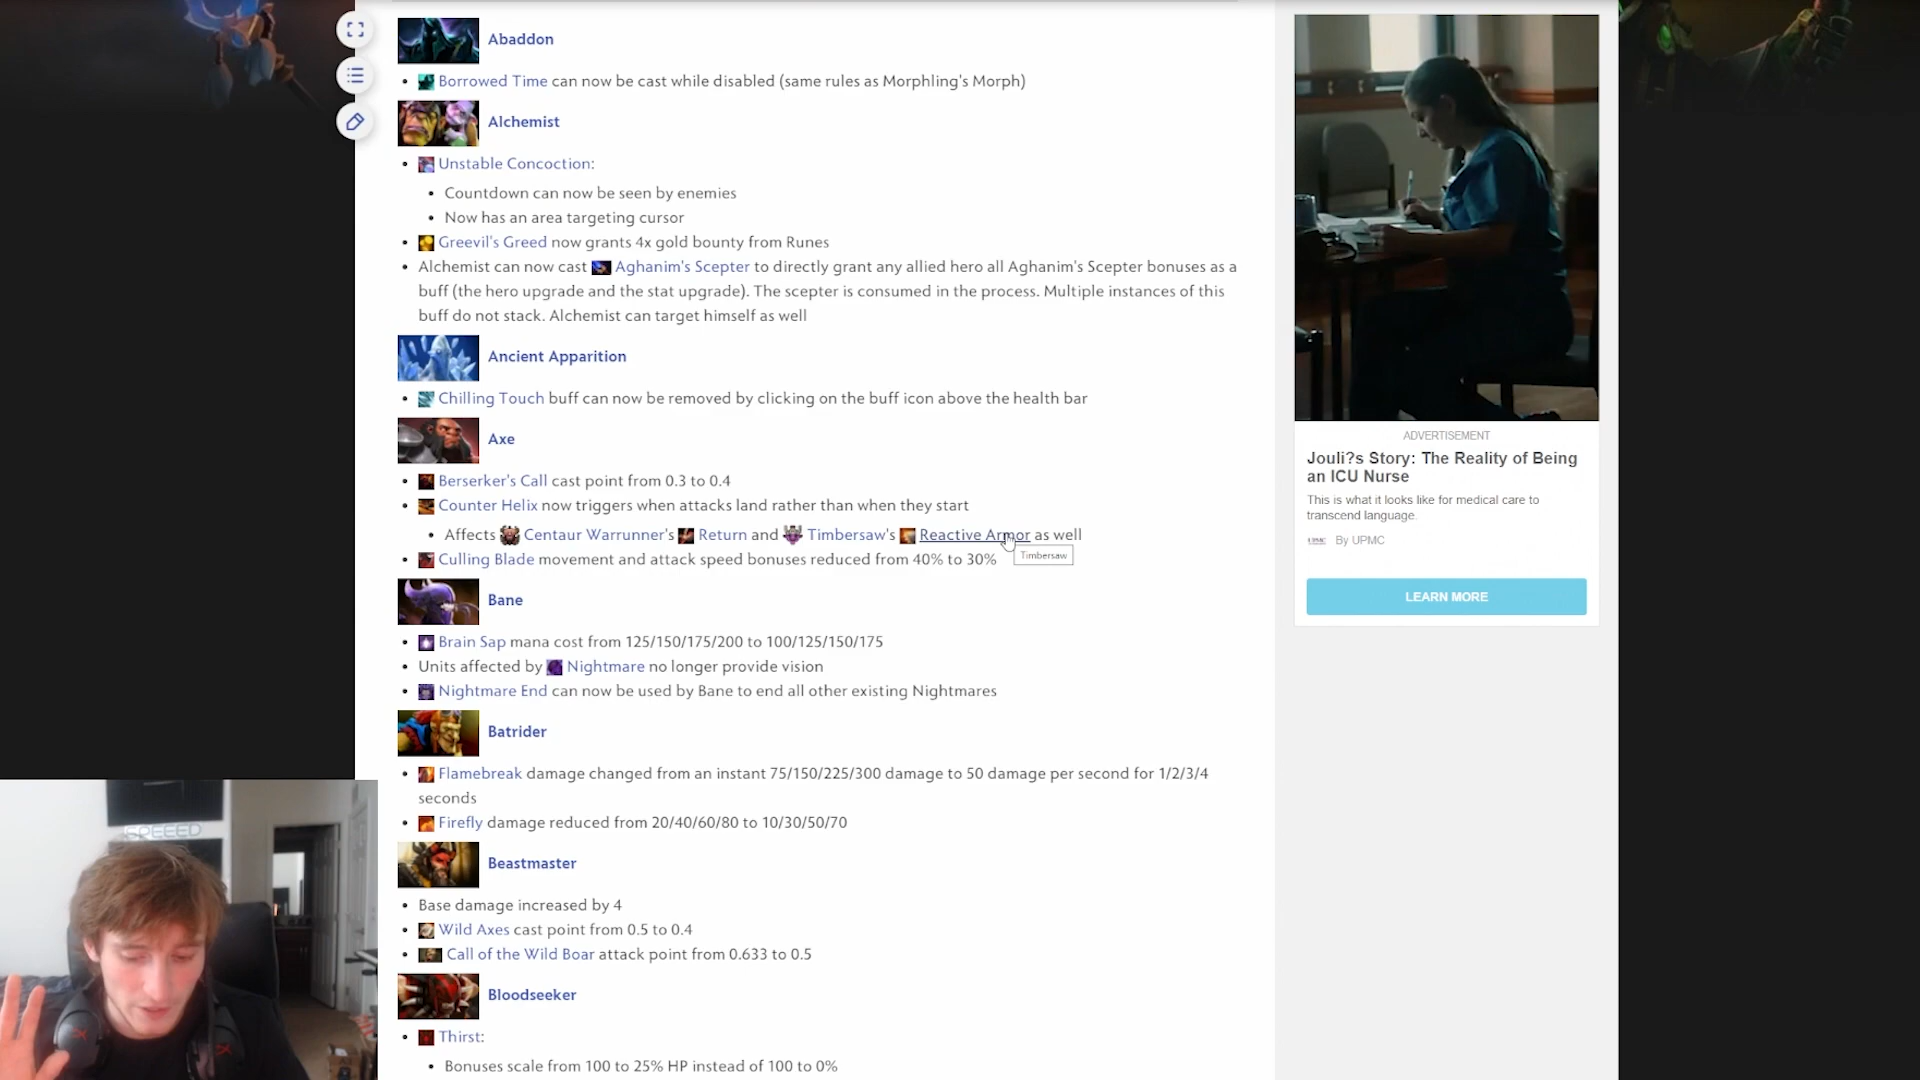 Abaddon
Borrowed Time can now be cast while disabled (same rules as Morphling's Morph)
Alchemist
Unstable Concoction:
Countdown can now be seen by enemies
Now has an area targeting cursor
Greevil's Greed now grants 4x gold bounty from Runes
Alchemist can now cast Aghanim's Scepter to directly grant any allied hero all Aghanim's Scepter bonuses as a
buff (the hero upgrade and the stat upgrade). The scepter is consumed in the process. Multiple instances of this
buff do not stack. Alchemist can target himself as well
Ancient Apparition
Chilling Touch buff can now be removed by clicking on the buff icon above the health bar
Axe
Berserker's Call cast point from 0.3 to 0.4
Counter Helix now triggers when attacks land rather than when they start
Affects Centaur Warrunner's Return and Timbersaw's Reactive Armor as well
Timbersaw
Culling Blade movement and attack speed bonuses reduced from 40% to 30%
Bane
Brain Sap mana cost from 125/150/175/200 to 100/125/150/175
Units affected by Nightmare no longer provide vision
Nightmare End can now be used by Bane to end all other existing Nightmares
Batrider
Flamebreak damage changed from an instant 75/150/225/300 damage to 50 damage per second for 1/2/3/4
seconds
Firefly damage reduced from 20/40/60/80 to 10/30/50/70
Beastmaster
Base damage increased by 4
Wild Axes cast point from 0.5 to 0.4
Call of the Wild Boar attack point from 0.633 to 0.5
Bloodseeker
Thirst:
Bonuses scale from 100 to 25% HP instead of 100 to 0%
ADVERTISEMENT
Jouli?s Story: The Reality of Being
an ICU Nurse
This is what it looks like for medical care to
transcend language.
UPMC
By UPMC
LEARN MORE
SPEEED